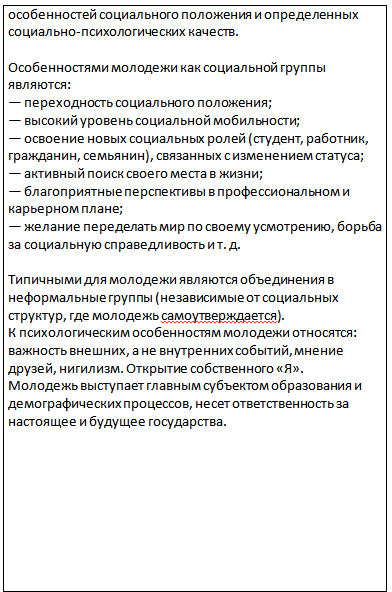 особенностей социального положения и определенных
социально-психологических качеств.
Особенностями молодежи как социальной группы
являются:
— переходность социального положения;
— высокий уровень социальной мобильности;
— освоение новых социальных ролей (студент, работник,
гражданин, семьянин), связанных с изменением статуса;
— активный поиск своего места в жизни;
— благоприятные перспективы в профессиональном и
карьерном плане;
— желание переделать мир по своему усмотрению, борьба
за социальную справедливость и т. д.
Типичными для молодежи являются объединения в
неформальные группы (независимые от социальных
структур, где молодежь самоутверждается).
К психологическим особенностям молодежи относятся:
важность внешних, а не внутренних событий, мнение
друзей, нигилизм. Открытие собственного «Я».
Молодежь выступает главным субъектом образования и
демографических процессов, несет ответственность за
настоящее и будущее государства.